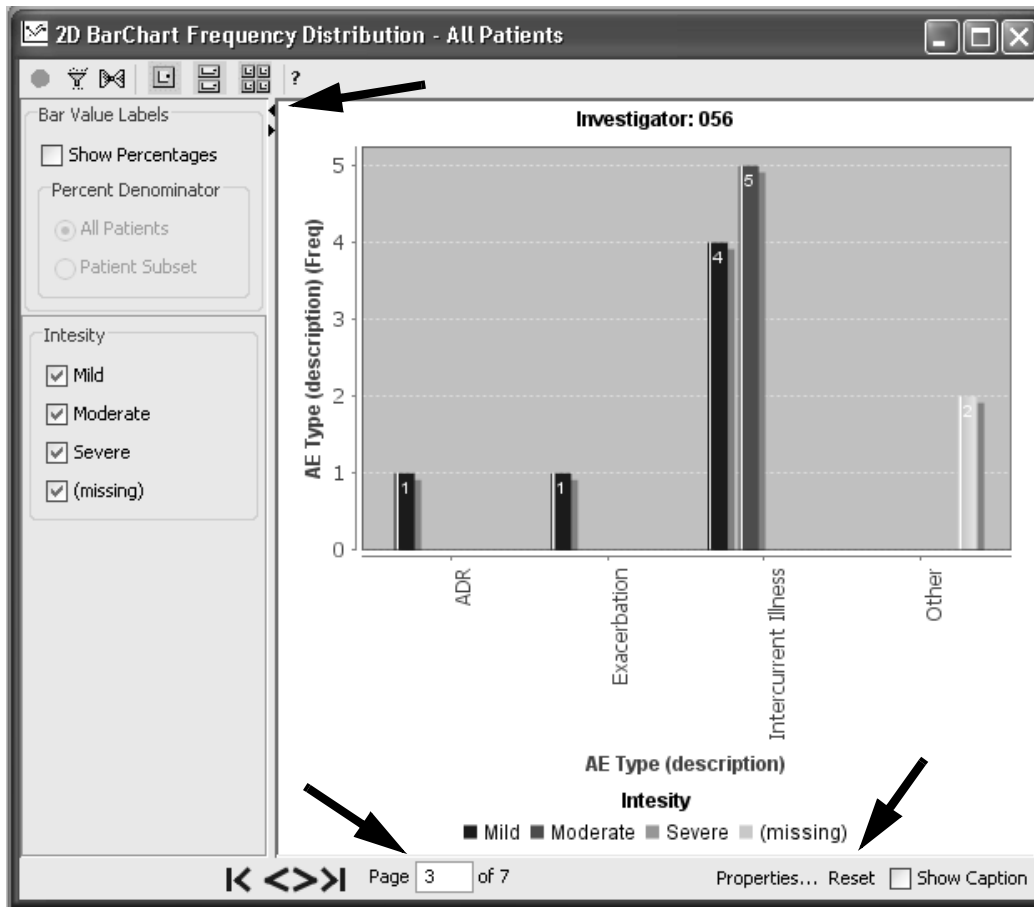 2D BarChart Frequency Distribution - All Patients
?
Bar Value Labels
Show Percentages
Percent Denominator
All Patients
Patient Subset
Intesity
Mild
Moderate
Severe
(missing)
Investigator: 056
AE Type (description) (Freq)
5
4
3
2
1
0
1
1
4
5
2
ADR
Exacerbation
Intercurrent Illness
Other
AE Type (description)
Intesity
Mild Moderate Severe (missing)
Page 3 of 7
Properties... Reset Show Caption